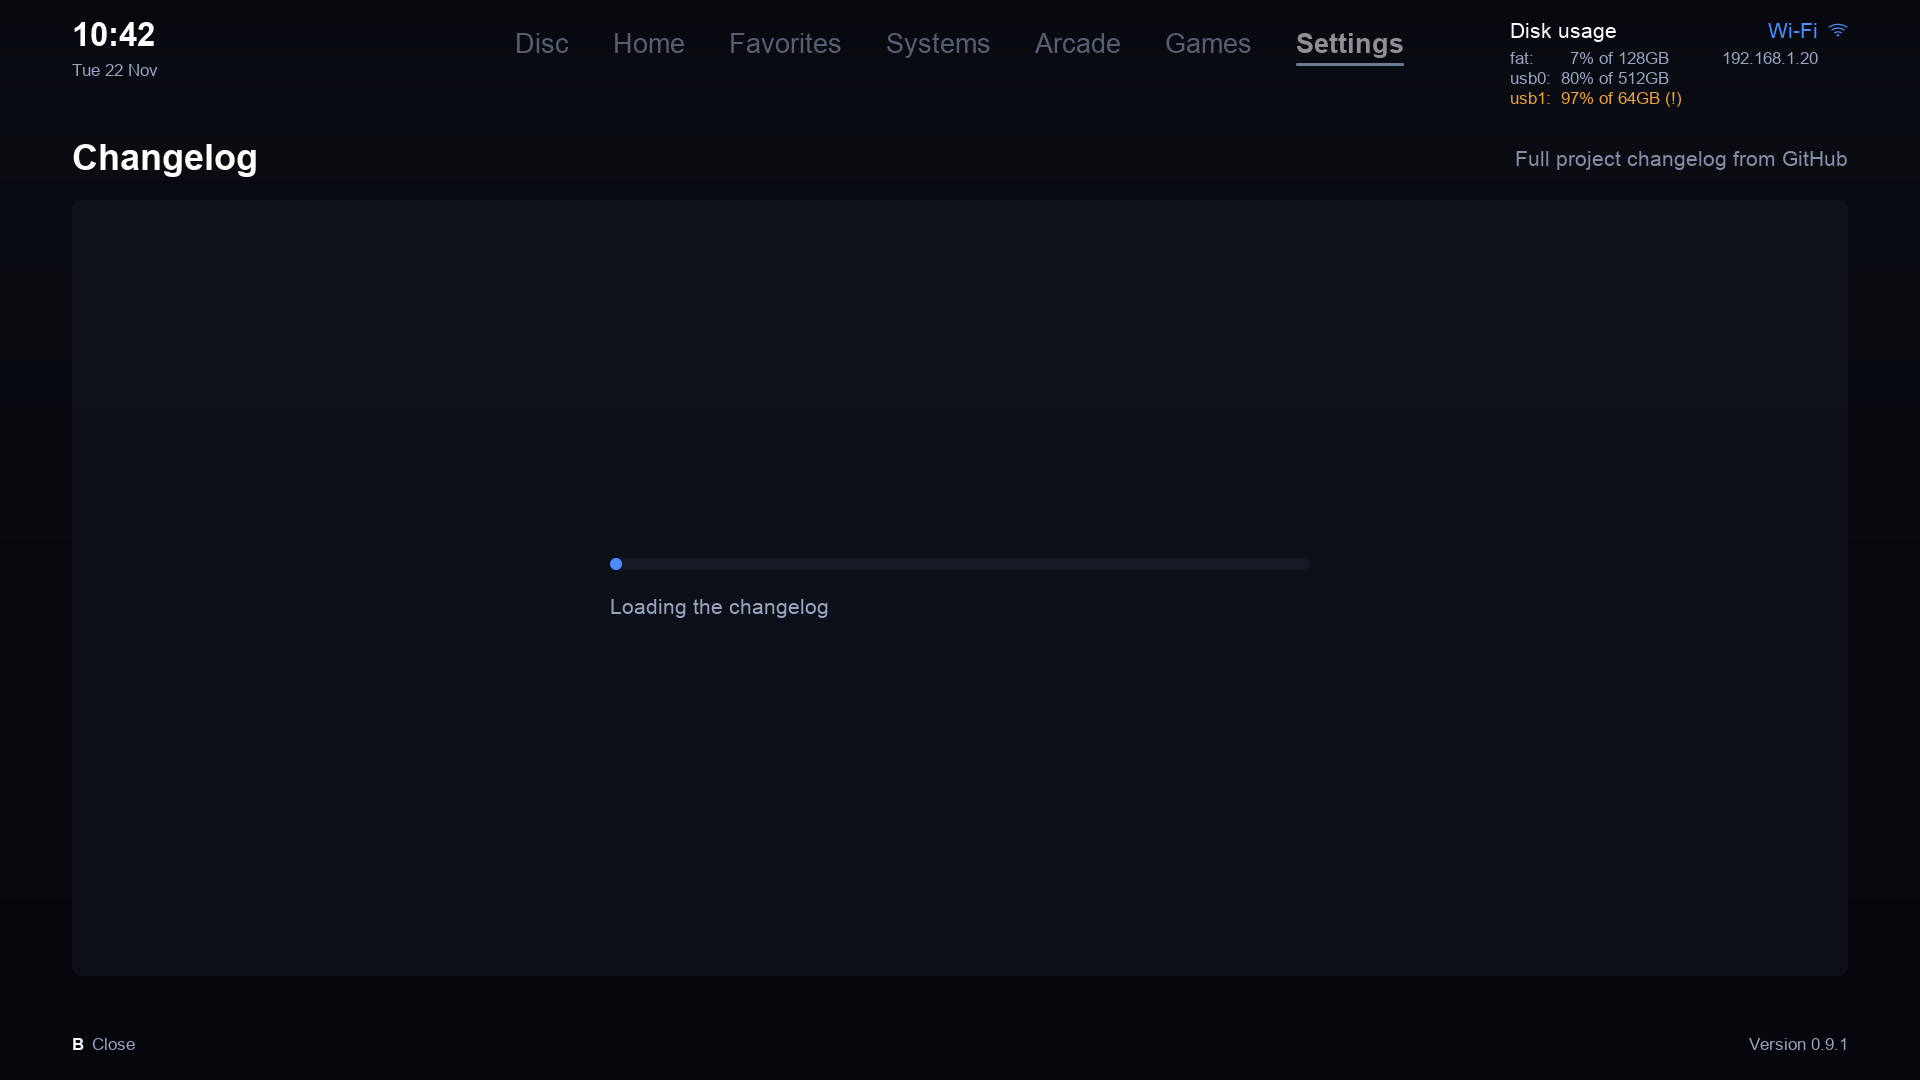 10:42
Tue 22 Nov
Disc Home Favorites Systems Arcade Games Settings
Disk usage
fat: 7% of 128GB
usb0: 80% of 512GB
usb1: 97% of 64GB (!)
Wi-Fi
192.168.1.20
Changelog
Full project changelog from GitHub
Loading the changelog
B Close
Version 0.9.1